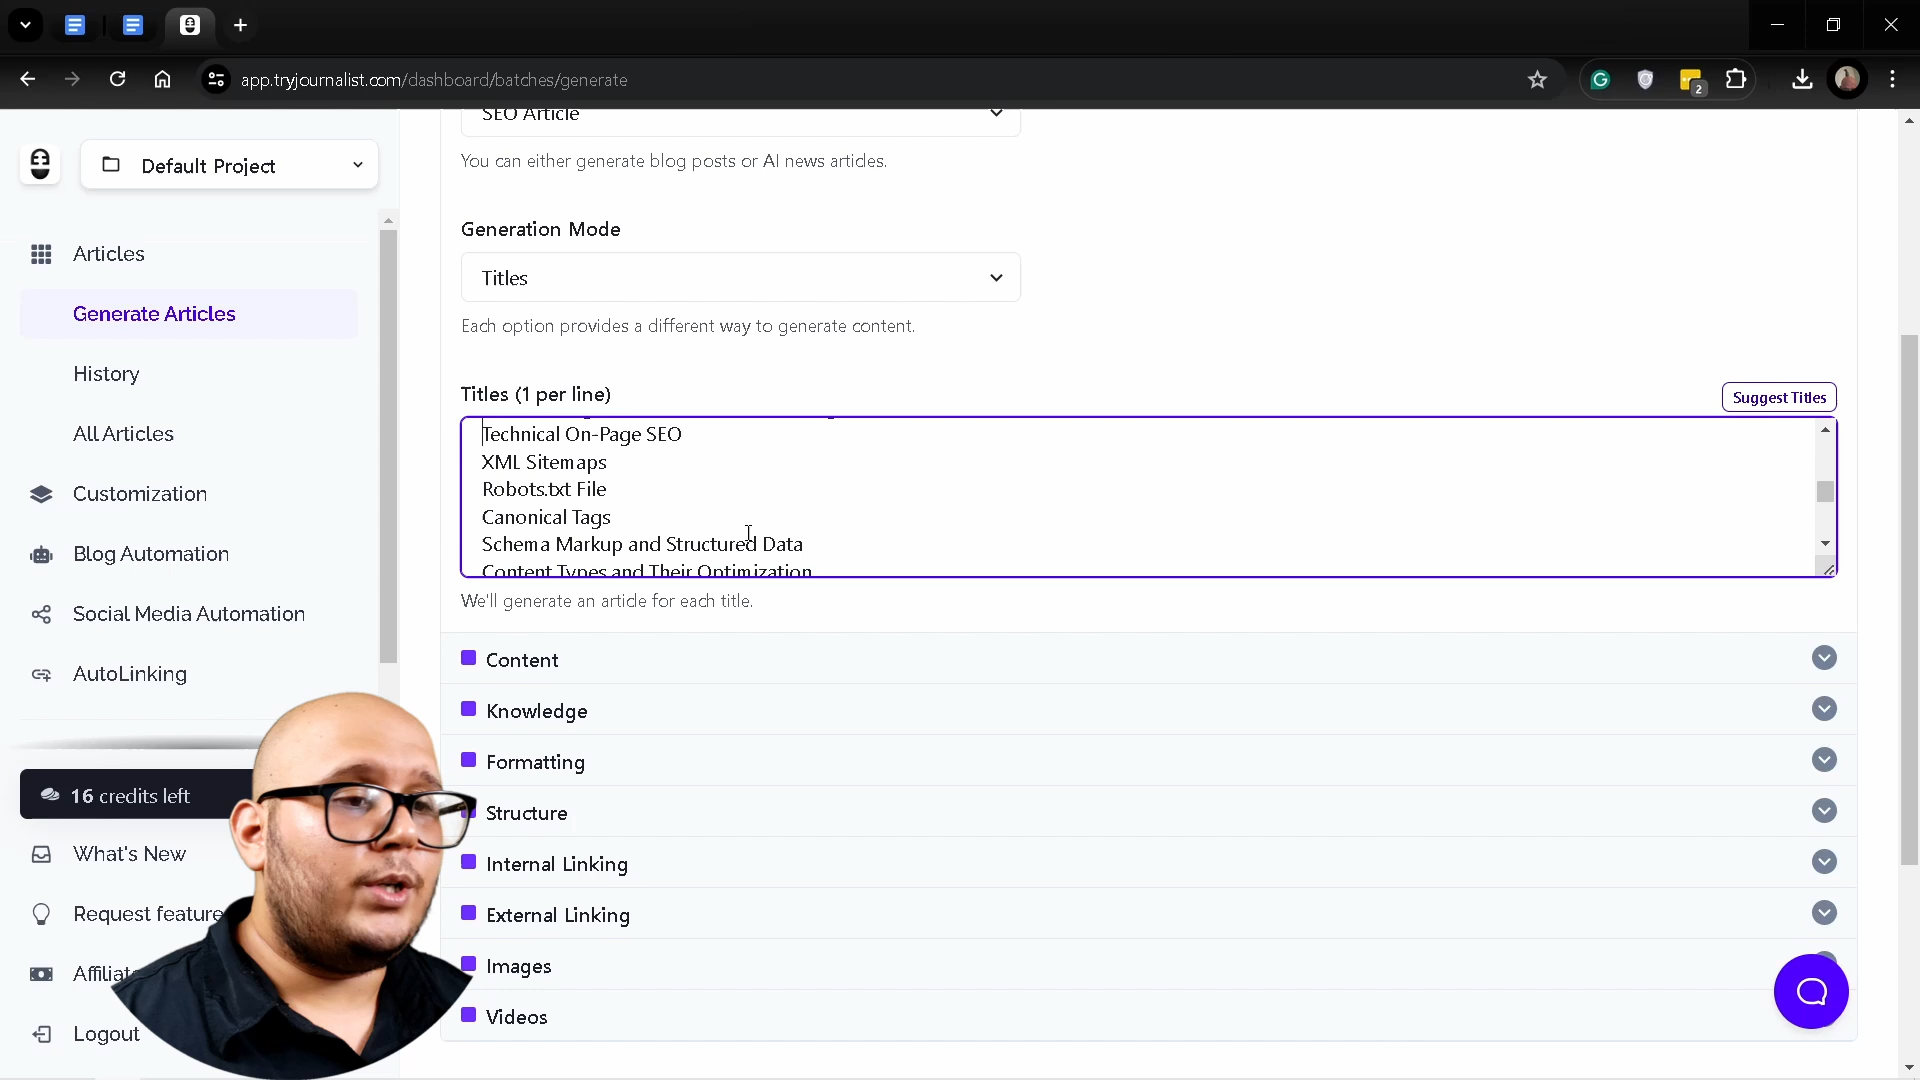 app.tryjournalist.com/dashboard/batches/generate
2
Default Project
Articles
Generate Articles
History
All Articles
Customization
Blog Automation
Social Media Automation
AutoLinking
16 credits left
What's New
Request feature
Logout
SEO Article
You can either generate blog posts or AI news articles.
Generation Mode
Titles
Each option provides a different way to generate content.
Titles (1 per line)
Suggest Titles
Technical On-Page SEO
XML Sitemaps
Robots.txt File
Canonical Tags
Schema Markup and Structured Data
Content Types and Their Optimization
We'll generate an article for each title.
Content
Knowledge
Formatting
Structure
Internal Linking
External Linking
Images
Videos